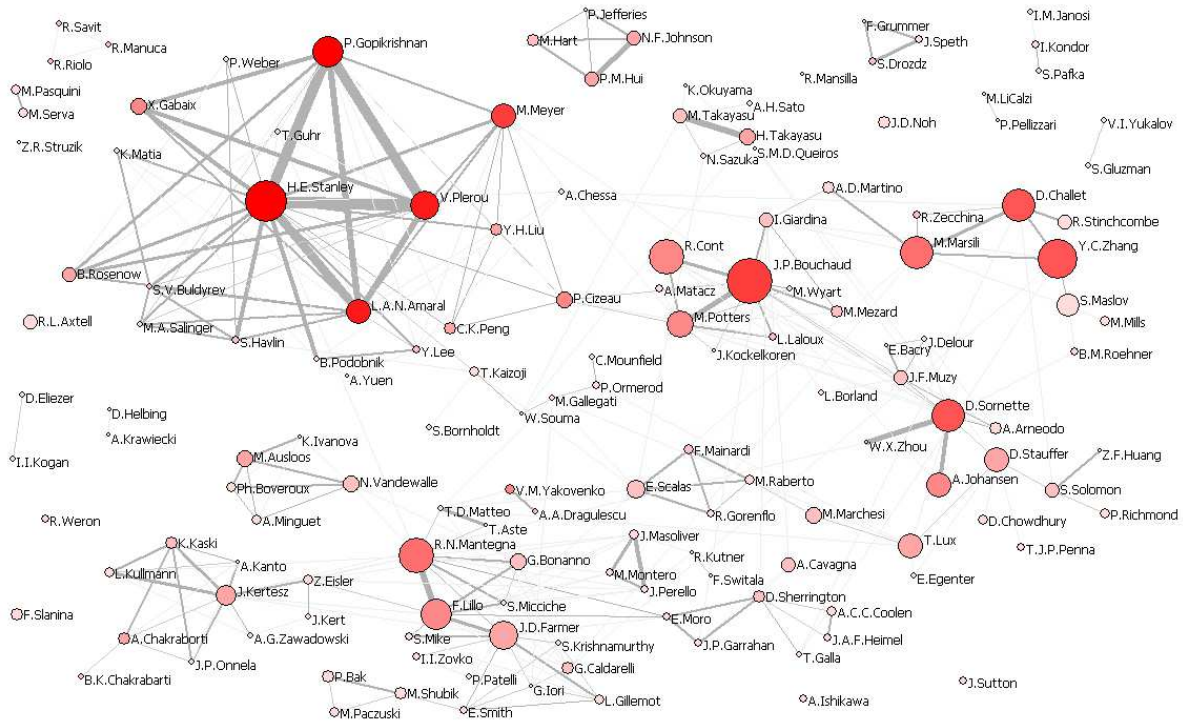 R.Savit
P.Jefferies
I.M.Janosi
F.Grummer
R.Manuca
P.Gopikrishnan
M.Hart
N.F.Johnson
J.Speth
I.Kondor
R.Riolo
P.Weber
S.Drozdz
S.Pafka
P.M.Hui
R.Mansilla
M.Pasquini
K.Okuyama
M.LiCalzi
X.Gabaix
M.Meyer
A.H.Sato
M.Serva
M.Takayasu
J.D.Noh
P.Pellizzari
V.I.Yukalov
T.Guhr
H.Takayasu
Z.R.Struzik
K.Matia
S.M.D.Queiros
N.Sazuka
S.Gluzman
H.E.Stanley
V.Plerou
A.Chessa
A.D.Martino
D.Challet
I.Giardina
R.Zecchina
R.Stinchcombe
Y.H.Liu
R.Cont
M.Marsili
Y.C.Zhang
J.P.Bouchaud
B.Rosenow
S.V.Buldyrev
A.Matacz
M.Wyart
P.Cizeau
S.Maslov
L.A.N.Amaral
M.Mezard
R.L.Axtell
M.A.Salinger
C.K.Peng
M.Potters
M.Mills
S.Havlin
L.Laloux
J.Delour
Y.Lee
E.Bacry
B.M.Roehner
B.Podobnik
J.Kockelkoren
C.Mounfield
A.Yuen
T.Kaizoji
J.F.Muzy
P.Ormerod
L.Borland
D.Eliezer
M.Gallegati
D.Helbing
W.Souma
D.Sornette
S.Bornholdt
A.Arneodo
A.Krawiecki
K.Ivanova
W.X.Zhou
F.Mainardi
D.Stauffer
Z.F.Huang
I.I.Kogan
M.Ausloos
N.Vandewalle
M.Raberto
A.Johansen
Ph.Boveroux
V.M.Yakovenko
E.Scalas
S.Solomon
T.D.Matteo
A.A.Dragulescu
R.Gorenflo
M.Marchesi
P.Richmond
R.Weron
A.Minguet
T.Aste
D.Chowdhury
J.Masoliver
K.Kaski
R.N.Mantegna
T.Lux
T.J.P.Penna
G.Bonanno
R.Kutner
A.Kanto
A.Cavagna
L.Kullmann
M.Montero
E.Egenter
Z.Eisler
F.Switala
J.Kertesz
J.Perello
D.Sherrington
S.Micciche
F.Slanina
F.Lillo
E.Moro
A.C.C.Coolen
J.Kert
A.Chakraborti
A.G.Zawadowski
S.Mike
J.D.Farmer
J.A.F.Heimel
S.Krishnamurthy
J.P.Garrahan
I.I.Zovko
T.Galla
J.P.Onnela
G.Caldarelli
B.K.Chakrabarti
P.Bak
P.Patelli
J.Sutton
G.Iori
M.Shubik
L.Gillemot
A.Ishikawa
M.Paczuski
E.Smith